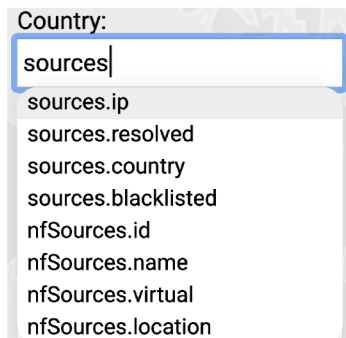 Country:
sources
sources.ip
sources.resolved
sources.country
sources.blacklisted
nfSources.id
nfSources.name
nfSources.virtual
nfSources.location